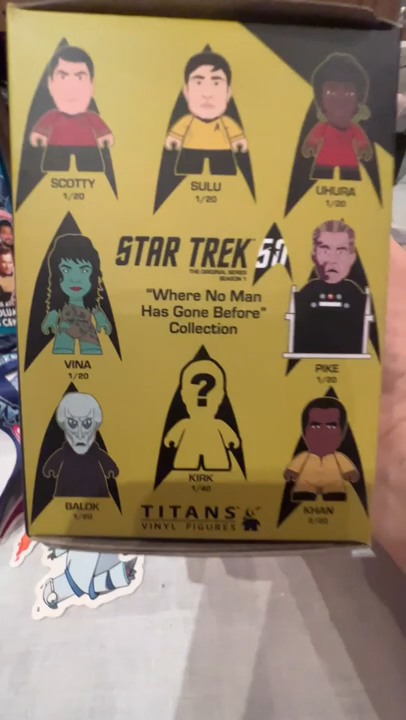 SCOTTY
1/20
SULU
1/20
UHURA
1/20
STAR TREK 50
THE ORIGINAL SERIES
SEASON 1
"Where No Man
Has Gone Before"
Collection
VINA
1/20
PIKE
1/20
?
KIRK
1/40
BALOK
1/20
KHAN
2/20
TITANS
VINYL FIGURES